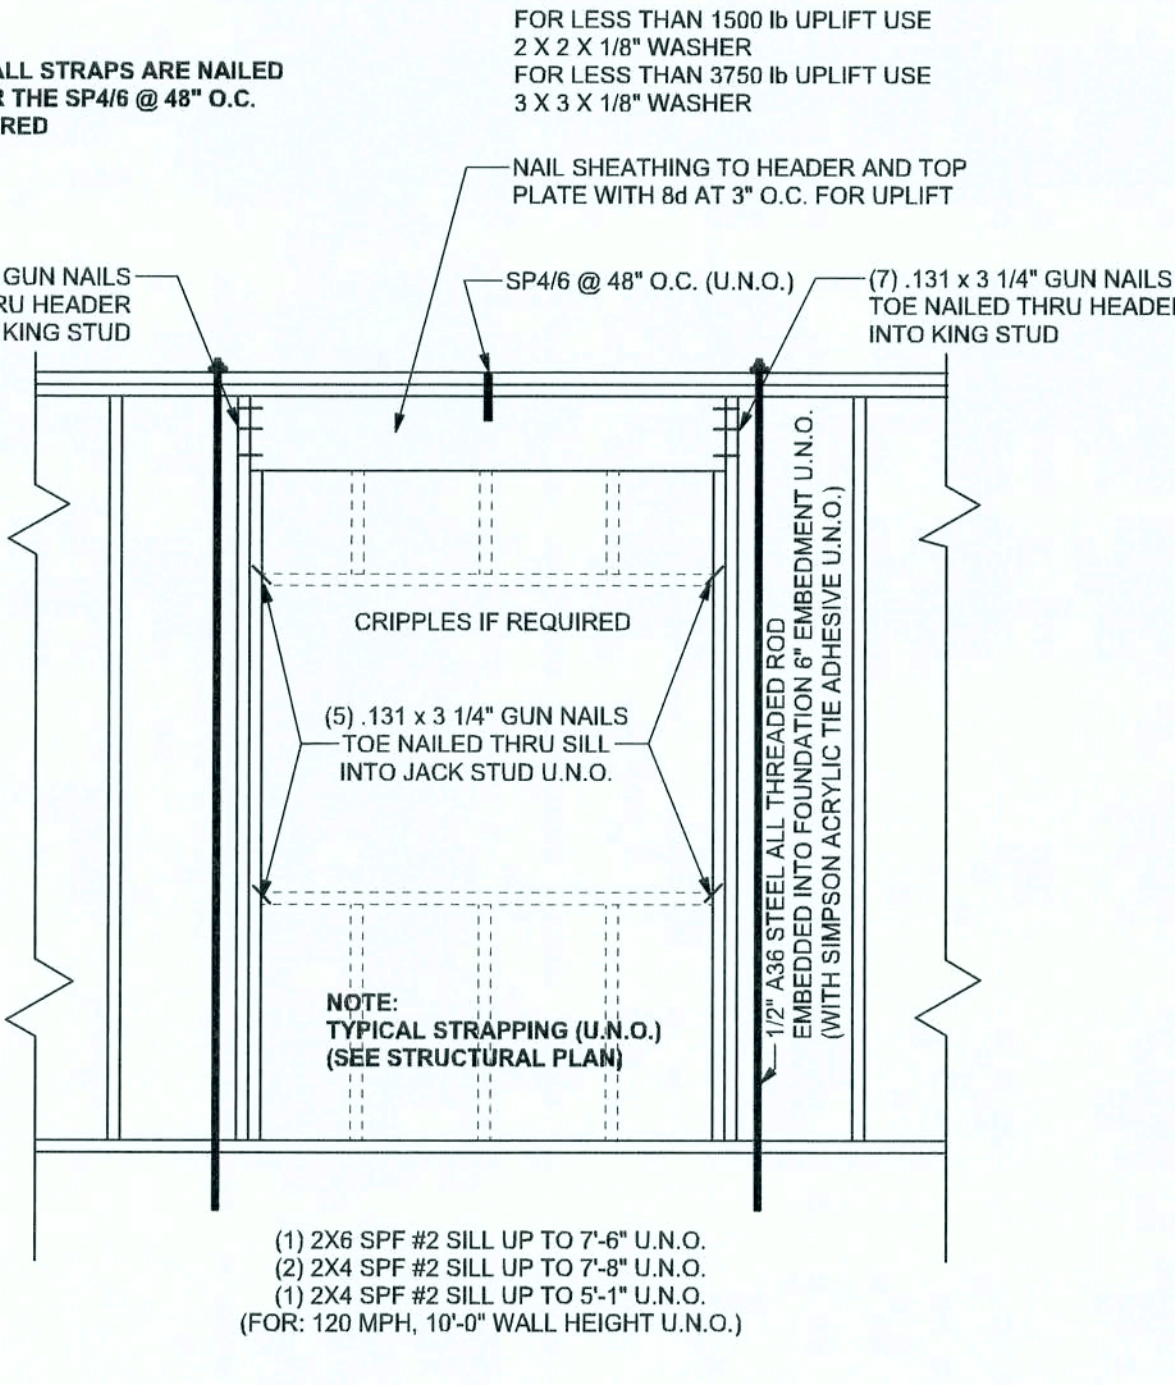 FOR LESS THAN 1500 lb UPLIFT USE
2 X 2 X 1/8" WASHER
FOR LESS THAN 3750 lb UPLIFT USE
3 X 3 X 1/8" WASHER
ALL STRAPS ARE NAILED
R THE SP4/6 @ 48" O.C.
RED
NAIL SHEATHING TO HEADER AND TOP
PLATE WITH 8d AT 3" O.C. FOR UPLIFT
GUN NAILS
RU HEADER
KING STUD
SP4/6 @ 48" O.C. (U.N.O.)
(7) .131 x 3 1/4" GUN NAILS
TOE NAILED THRU HEADER
INTO KING STUD
CRIPPLES IF REQUIRED
(5) .131 x 3 1/4" GUN NAILS
TOE NAILED THRU SILL
INTO JACK STUD U.N.O.
1/2" A36 STEEL ALL THREADED ROD
EMBEDDED INTO FOUNDATION 6" EMBEDMENT U.N.O.
(WITH SIMPSON ACRYLIC TIE ADHESIVE U.N.O.)
NOTE:
TYPICAL STRAPPING (U.N.O.)
(SEE STRUCTURAL PLAN)
(1) 2X6 SPF #2 SILL UP TO 7'-6" U.N.O.
(2) 2X4 SPF #2 SILL UP TO 7'-8" U.N.O.
(1) 2X4 SPF #2 SILL UP TO 5'-1" U.N.O.
(FOR: 120 MPH, 10'-0" WALL HEIGHT U.N.O.)